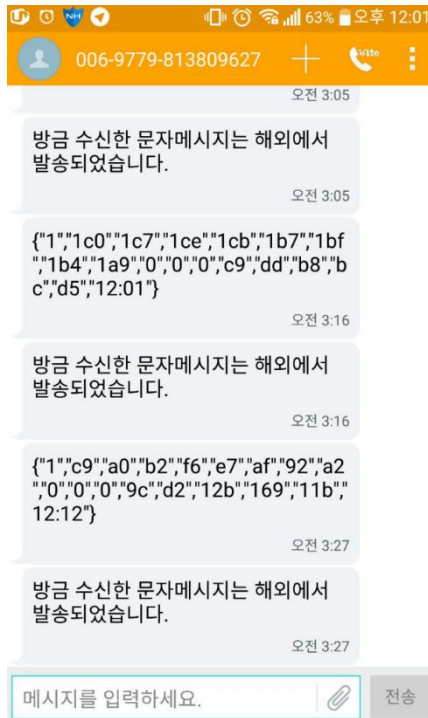 63% 오후 12:01
006-9779-813809627
오전 3:05
방금 수신한 문자메시지는 해외에서
발송되었습니다.
오전 3:05
{"1","1c0","1c7","1ce","1cb","1b7","1bf
","1b4","1a9","0","0","0","c9","dd","b8","b
c","d5","12:01"}
오전 3:16
방금 수신한 문자메시지는 해외에서
발송되었습니다.
오전 3:16
{"1","c9","a0","b2","f6","e7","af","92","a2
","0","0","0","9c","d2","12b","169","11b","
12:12"}
오전 3:27
방금 수신한 문자메시지는 해외에서
발송되었습니다.
오전 3:27
메시지를 입력하세요.
전송